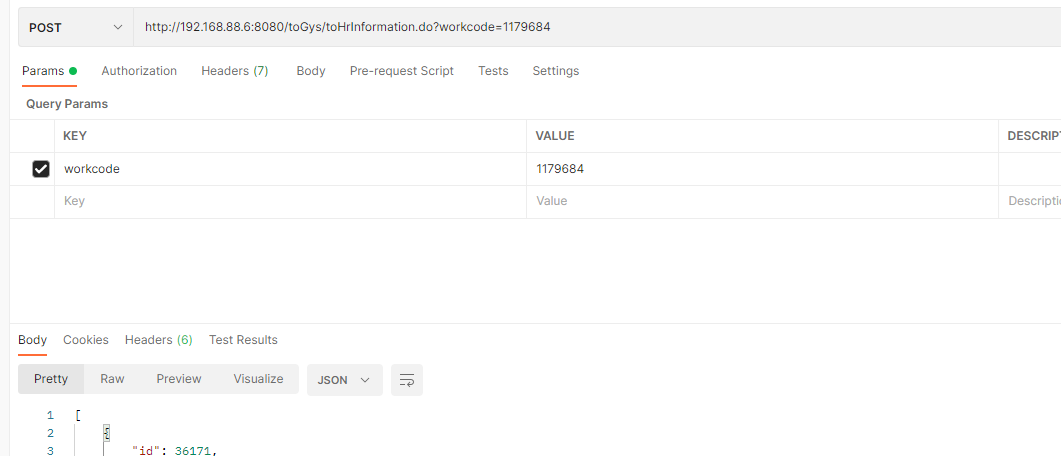 POST http://192.168.88.6:8080/toGys/toHrInformation.do?workcode=1179684
Params Authorization Headers (7) Body Pre-request Script Tests Settings
Query Params
KEY VALUE DESCRIPT
workcode 1179684
Key Value Descriptio
Body Cookies Headers (6) Test Results
Pretty Raw Preview Visualize JSON
1 [
2 {
3 "id": 36171,